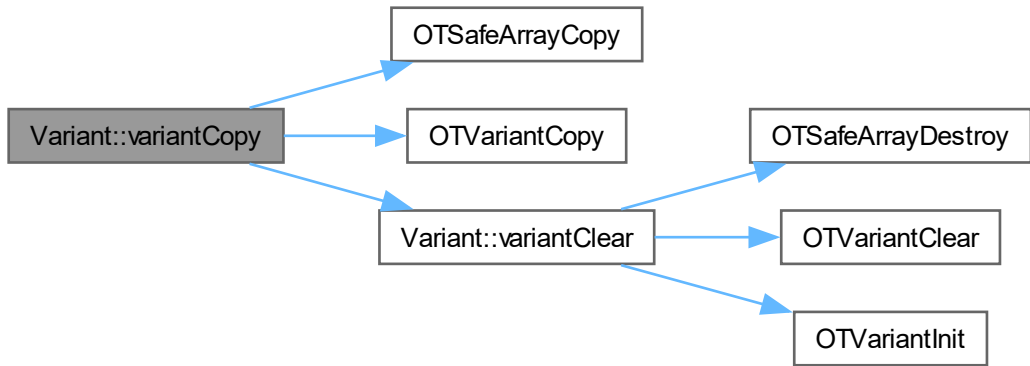 OTSafeArrayCopy
Variant::variantCopy
OTVariantCopy
OTSafeArrayDestroy
Variant::variantClear
OTVariantClear
OTVariantInit